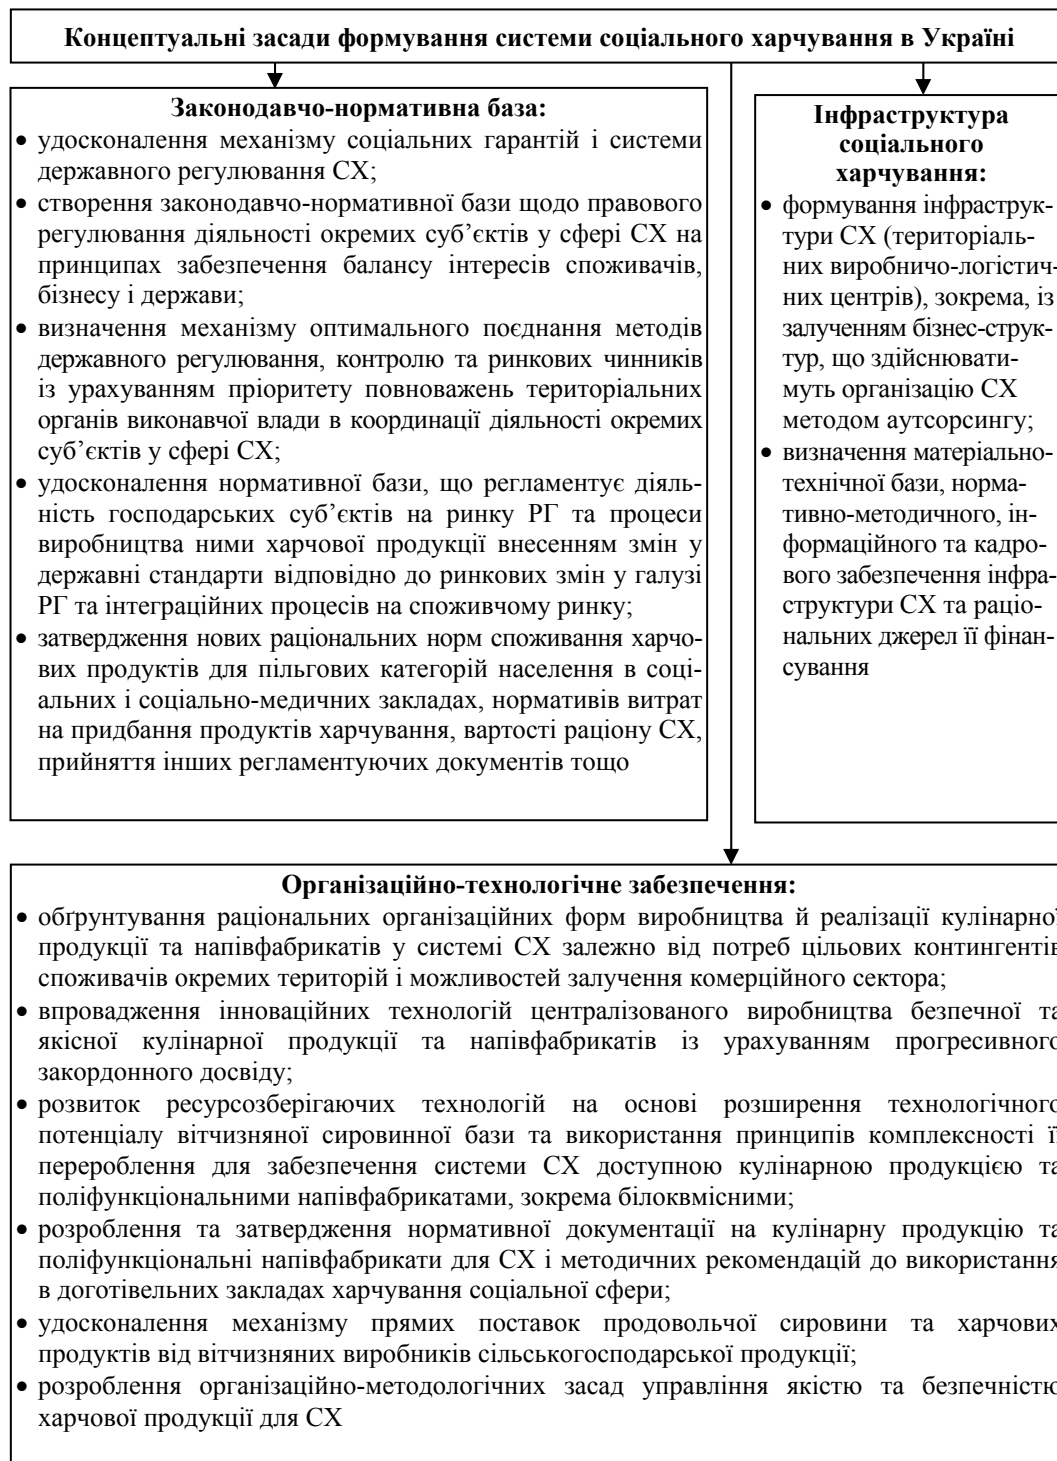 Концептуальні засади формування системи соціального харчування в Україні
Законодавчо-нормативна база:
• удосконалення механізму соціальних гарантій і системи
державного регулювання СХ;
• створення законодавчо-нормативної бази щодо правового
регулювання діяльності окремих суб’єктів у сфері СХ на
принципах забезпечення балансу інтересів споживачів,
бізнесу і держави;
• визначення механізму оптимального поєднання методів
державного регулювання, контролю та ринкових чинників
із урахуванням пріоритету повноважень територіальних
органів виконавчої влади в координації діяльності окремих
суб’єктів у сфері СХ;
• удосконалення нормативної бази, що регламентує діяль-
ність господарських суб’єктів на ринку РГ та процеси
виробництва ними харчової продукції внесенням змін у
державні стандарти відповідно до ринкових змін у галузі
РГ та інтеграційних процесів на споживчому ринку;
• затвердження нових раціональних норм споживання харчо-
вих продуктів для пільгових категорій населення в соці-
альних і соціально-медичних закладах, нормативів витрат
на придбання продуктів харчування, вартості раціону СХ,
прийняття інших регламентуючих документів тощо
Інфраструктура
соціального
харчування:
• формування інфраструк-
тури СХ (територіаль-
них виробничо-логістич-
них центрів), зокрема, із
залученням бізнес-струк-
тур, що здійснювати-
муть організацію СХ
методом аутсорсингу;
• визначення матеріально-
технічної бази, норма-
тивно-методичного, ін-
формаційного та кадро-
вого забезпечення інфра-
структури СХ та раціо-
нальних джерел її фінан-
сування
Організаційно-технологічне забезпечення:
• обґрунтування раціональних організаційних форм виробництва й реалізації кулінарної
продукції та напівфабрикатів у системі СХ залежно від потреб цільових контингентів
споживачів окремих територій і можливостей залучення комерційного сектора;
• впровадження інноваційних технологій централізованого виробництва безпечної та
якісної кулінарної продукції та напівфабрикатів із урахуванням прогресивного
закордонного досвіду;
• розвиток ресурсозберігаючих технологій на основі розширення технологічного
потенціалу вітчизняної сировинної бази та використання принципів комплексності її
перероблення для забезпечення системи СХ доступною кулінарною продукцією та
поліфункціональними напівфабрикатами, зокрема білоквмісними;
• розроблення та затвердження нормативної документації на кулінарну продукцію та
поліфункціональні напівфабрикати для СХ і методичних рекомендацій до використання
в доготівельних закладах харчування соціальної сфери;
• удосконалення механізму прямих поставок продовольчої сировини та харчових
продуктів від вітчизняних виробників сільськогосподарської продукції;
• розроблення організаційно-методологічних засад управління якістю та безпечністю
харчової продукції для СХ